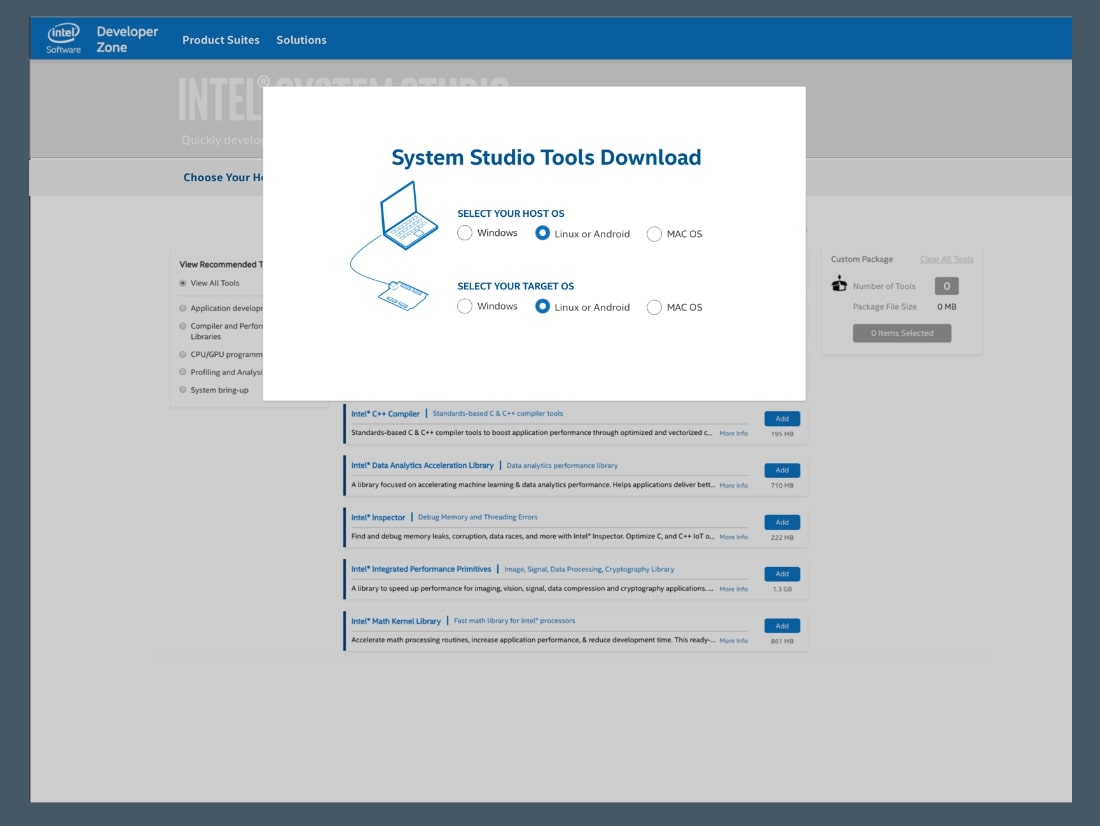 intel
Software
Developer
Zone
Product Suites
Solutions
INTEL® SYSTEM STUDIO
Quickly develo
Choose Your H
System Studio Tools Download
SELECT YOUR HOST OS
Windows
Linux or Android
MAC OS
SELECT YOUR TARGET OS
Windows
Linux or Android
MAC OS
View Recommended T
View All Tools
Application develop
Compiler and Perfor
Libraries
CPU/GPU programm
Profiling and Analysi
System bring-up
Custom Package
Clear All Tools
Number of Tools
0
Package File Size
0 MB
0 Items Selected
Intel® C++ Compiler | Standards-based C & C++ compiler tools
Add
Standards-based C & C++ compiler tools to boost application performance through optimized and vectorized c... More Info
195 MB
Intel® Data Analytics Acceleration Library | Data analytics performance library
Add
A library focused on accelerating machine learning & data analytics performance. Helps applications deliver bett... More Info
710 MB
Intel® Inspector | Debug Memory and Threading Errors
Add
Find and debug memory leaks, corruption, data races, and more with Intel® Inspector. Optimize C, and C++ IoT o... More Info
222 MB
Intel® Integrated Performance Primitives | Image, Signal, Data Processing, Cryptography Library
Add
A library to speed up performance for imaging, vision, signal, data compression and cryptography applications. ... More Info
1.3 GB
Intel® Math Kernel Library | Fast math library for Intel® processors
Add
Accelerate math processing routines, increase application performance, & reduce development time. This ready-... More Info
861 MB